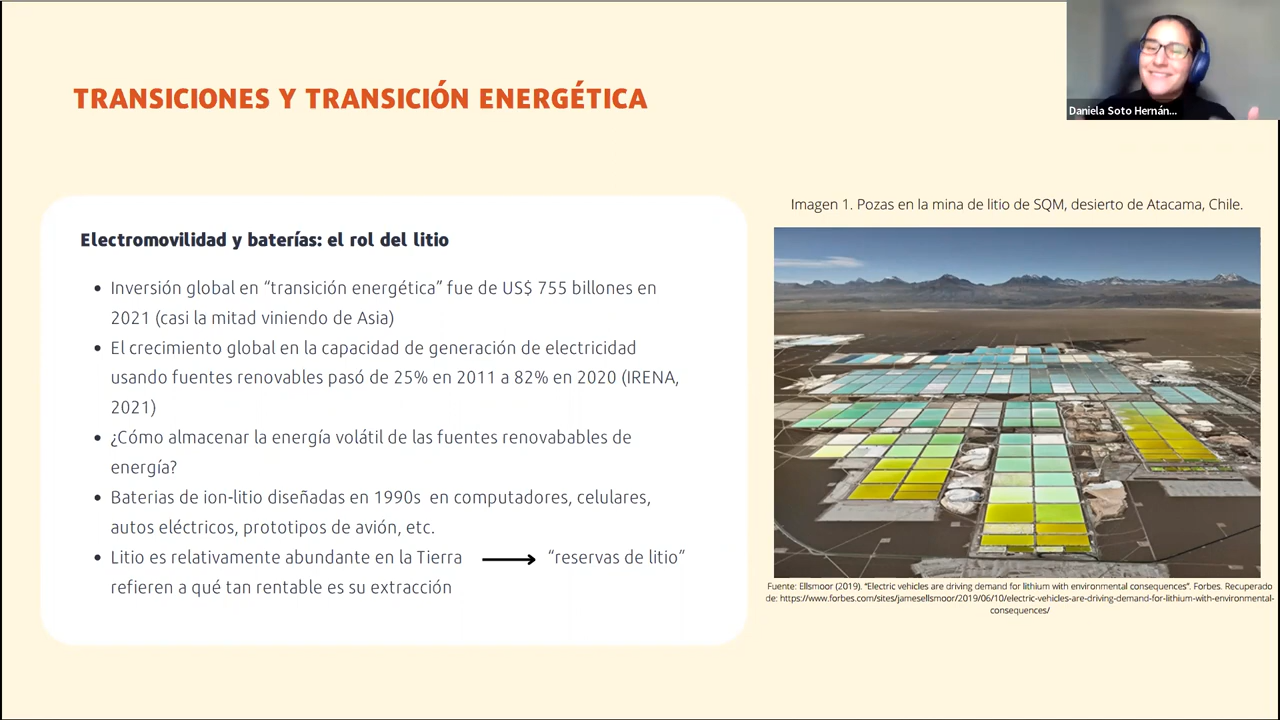 TRANSICIONES Y TRANSICIÓN ENERGÉTICA
Daniela Soto Hernán...
Electromovilidad y baterías: el rol del litio
• Inversión global en “transición energética” fue de US$ 755 billones en
2021 (casi la mitad viniendo de Asia)
• El crecimiento global en la capacidad de generación de electricidad
usando fuentes renovables pasó de 25% en 2011 a 82% en 2020 (IRENA,
2021)
• ¿Cómo almacenar la energía volátil de las fuentes renovabables de
energía?
• Baterias de ion-litio diseñadas en 1990s en computadores, celulares,
autos eléctricos, prototipos de avión, etc.
• Litio es relativamente abundante en la Tierra → “reservas de litio”
refieren a qué tan rentable es su extracción
Imagen 1. Pozas en la mina de litio de SQM, desierto de Atacama, Chile.
Fuente: Ellsmoor (2019). “Electric vehicles are driving demand for lithium with environmental consequences”. Forbes. Recuperado
de: https://www.forbes.com/sites/jamesellsmoor/2019/06/10/electric-vehicles-are-driving-demand-for-lithium-with-environmental-
consequences/